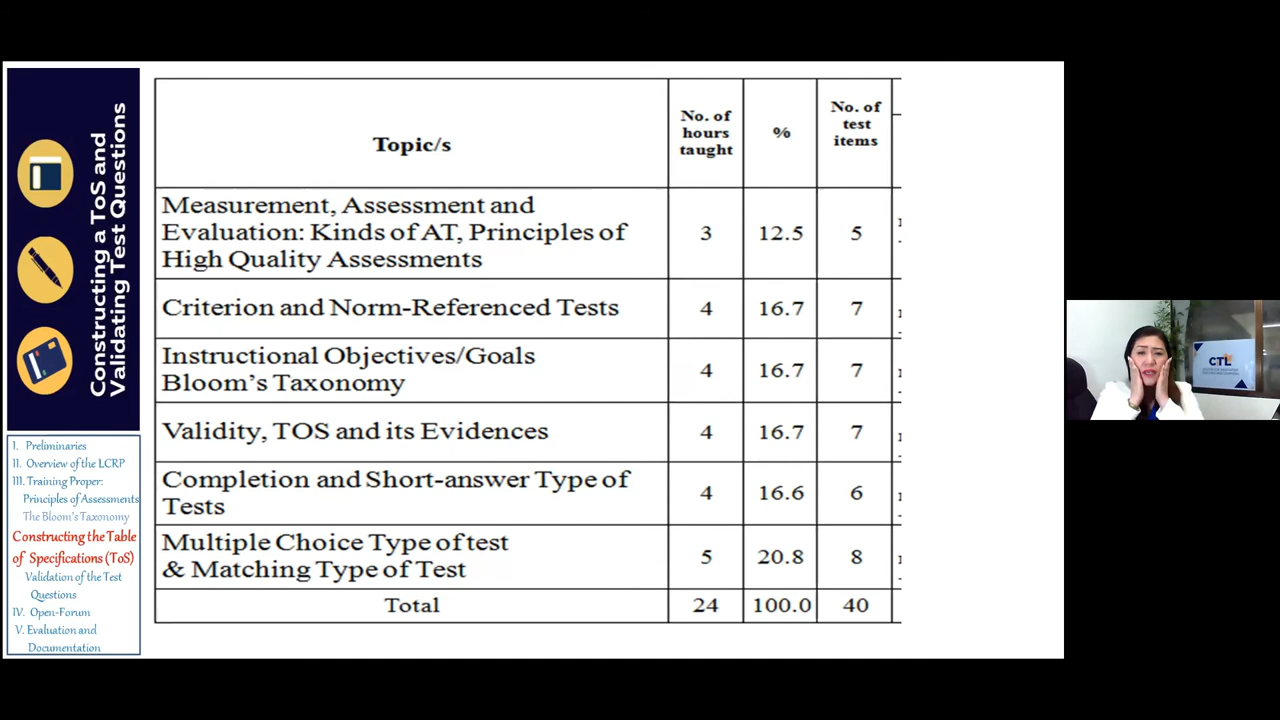 Constructing a ToS and
Validating Test Questions
I. Preliminaries
II. Overview of the LCRP
III. Training Proper:
Principles of Assessments
The Bloom's Taxonomy
Constructing the Table
of Specifications (ToS)
Validation of the Test
Questions
IV. Open-Forum
V. Evaluation and
Documentation
Topic/s
No. of
hours
taught
%
No. of
test
items
Measurement, Assessment and
Evaluation: Kinds of AT, Principles of
High Quality Assessments
3
12.5
5
Criterion and Norm-Referenced Tests
4
16.7
7
Instructional Objectives/Goals
Bloom's Taxonomy
4
16.7
7
Validity, TOS and its Evidences
4
16.7
7
Completion and Short-answer Type of
Tests
4
16.6
6
Multiple Choice Type of test
& Matching Type of Test
5
20.8
8
Total
24
100.0
40
CTL